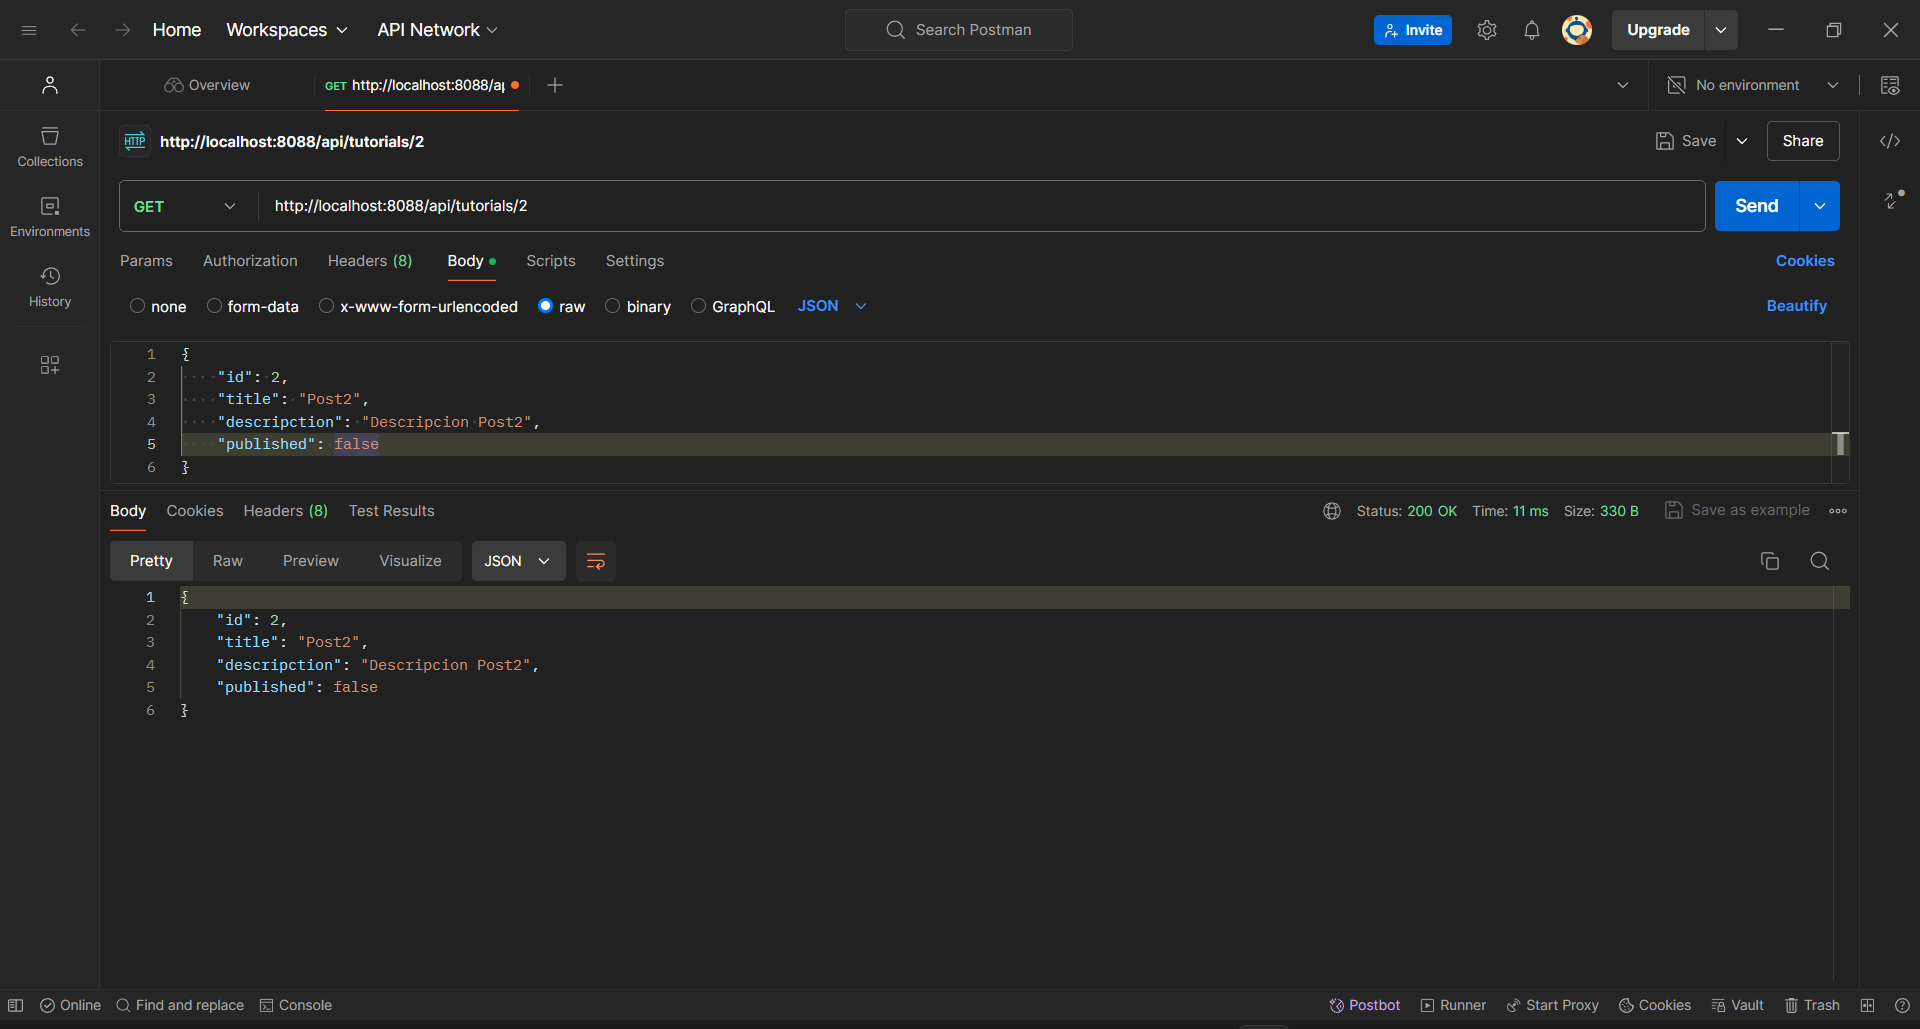 Home Workspaces API Network Search Postman Invite Upgrade
Overview GET http://localhost:8088/ap No environment
Collections
Environments
History
HTTP http://localhost:8088/api/tutorials/2 Save Share
GET http://localhost:8088/api/tutorials/2 Send
Params Authorization Headers (8) Body Scripts Settings Cookies
none form-data x-www-form-urlencoded raw binary GraphQL JSON Beautify
1 {
2 "id": 2,
3 "title": "Post2",
4 "descripction": "Descripcion Post2",
5 "published": false
6 }
Body Cookies Headers (8) Test Results Status: 200 OK Time: 11 ms Size: 330 B Save as example
Pretty Raw Preview Visualize JSON
1 {
2 "id": 2,
3 "title": "Post2",
4 "descripction": "Descripcion Post2",
5 "published": false
6 }
Online Find and replace Console Postbot Runner Start Proxy Cookies Vault Trash